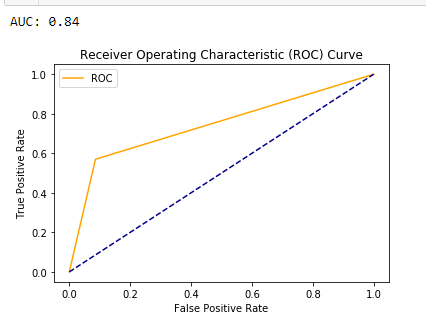 AUC: 0.84
Receiver Operating Characteristic (ROC) Curve
ROC
1.0
0.8
0.6
0.4
0.2
0.0
True Positive Rate
0.0 0.2 0.4 0.6 0.8 1.0
False Positive Rate